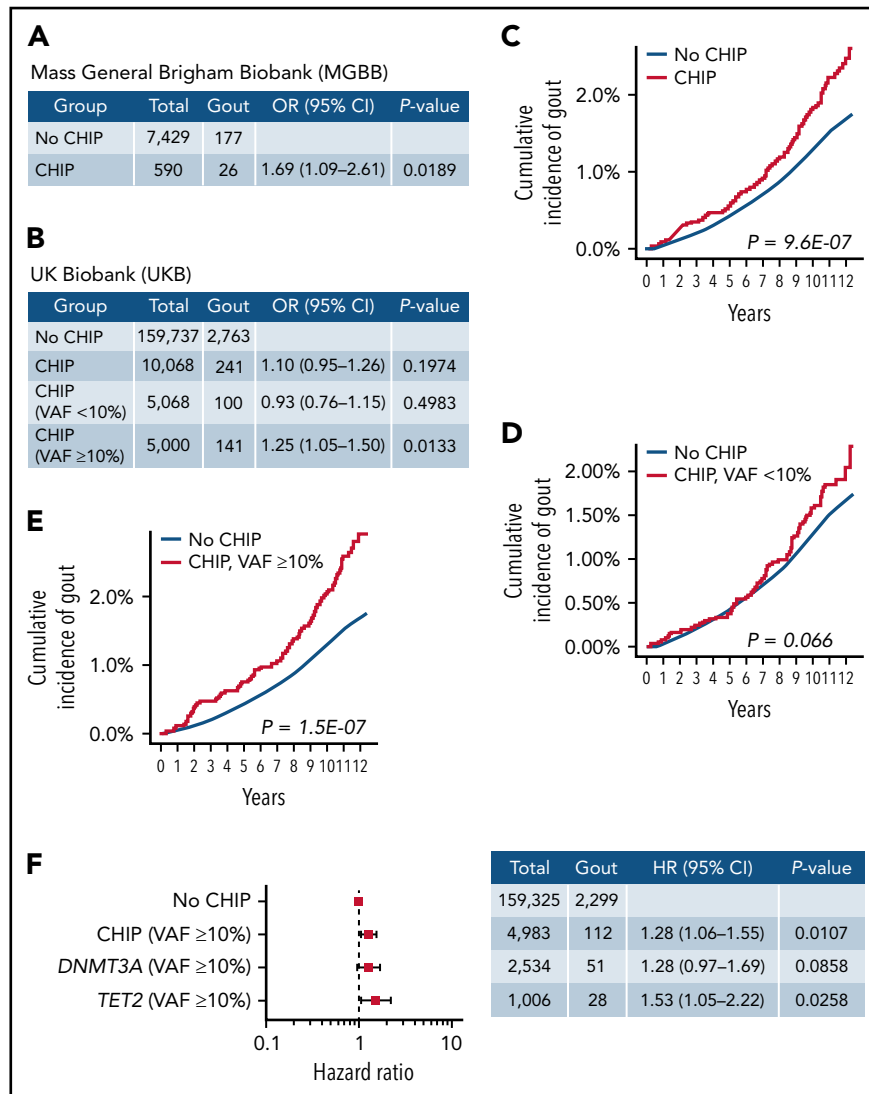 A
Mass General Brigham Biobank (MGBB)
Group Total Gout OR (95% CI) P-value
No CHIP 7,429 177
CHIP 590 26 1.69 (1.09–2.61) 0.0189
B
UK Biobank (UKB)
Group Total Gout OR (95% CI) P-value
No CHIP 159,737 2,763
CHIP 10,068 241 1.10 (0.95–1.26) 0.1974
CHIP
(VAF <10%) 5,068 100 0.93 (0.76–1.15) 0.4983
CHIP
(VAF ≥10%) 5,000 141 1.25 (1.05–1.50) 0.0133
C
No CHIP
CHIP
Cumulative
incidence of gout
2.0%
1.0%
0.0%
P = 9.6E-07
0 1 2 3 4 5 6 7 8 9 10 11 12
Years
D
No CHIP
CHIP, VAF <10%
Cumulative
incidence of gout
2.00%
1.50%
1.00%
0.50%
0.00%
P = 0.066
0 1 2 3 4 5 6 7 8 9 10 11 12
Years
E
No CHIP
CHIP, VAF ≥10%
Cumulative
incidence of gout
2.0%
1.0%
0.0%
P = 1.5E-07
0 1 2 3 4 5 6 7 8 9 10 11 12
Years
F
No CHIP
CHIP (VAF ≥10%)
DNMT3A (VAF ≥10%)
TET2 (VAF ≥10%)
0.1 1 10
Hazard ratio
Total Gout HR (95% CI) P-value
159,325 2,299
4,983 112 1.28 (1.06–1.55) 0.0107
2,534 51 1.28 (0.97–1.69) 0.0858
1,006 28 1.53 (1.05–2.22) 0.0258